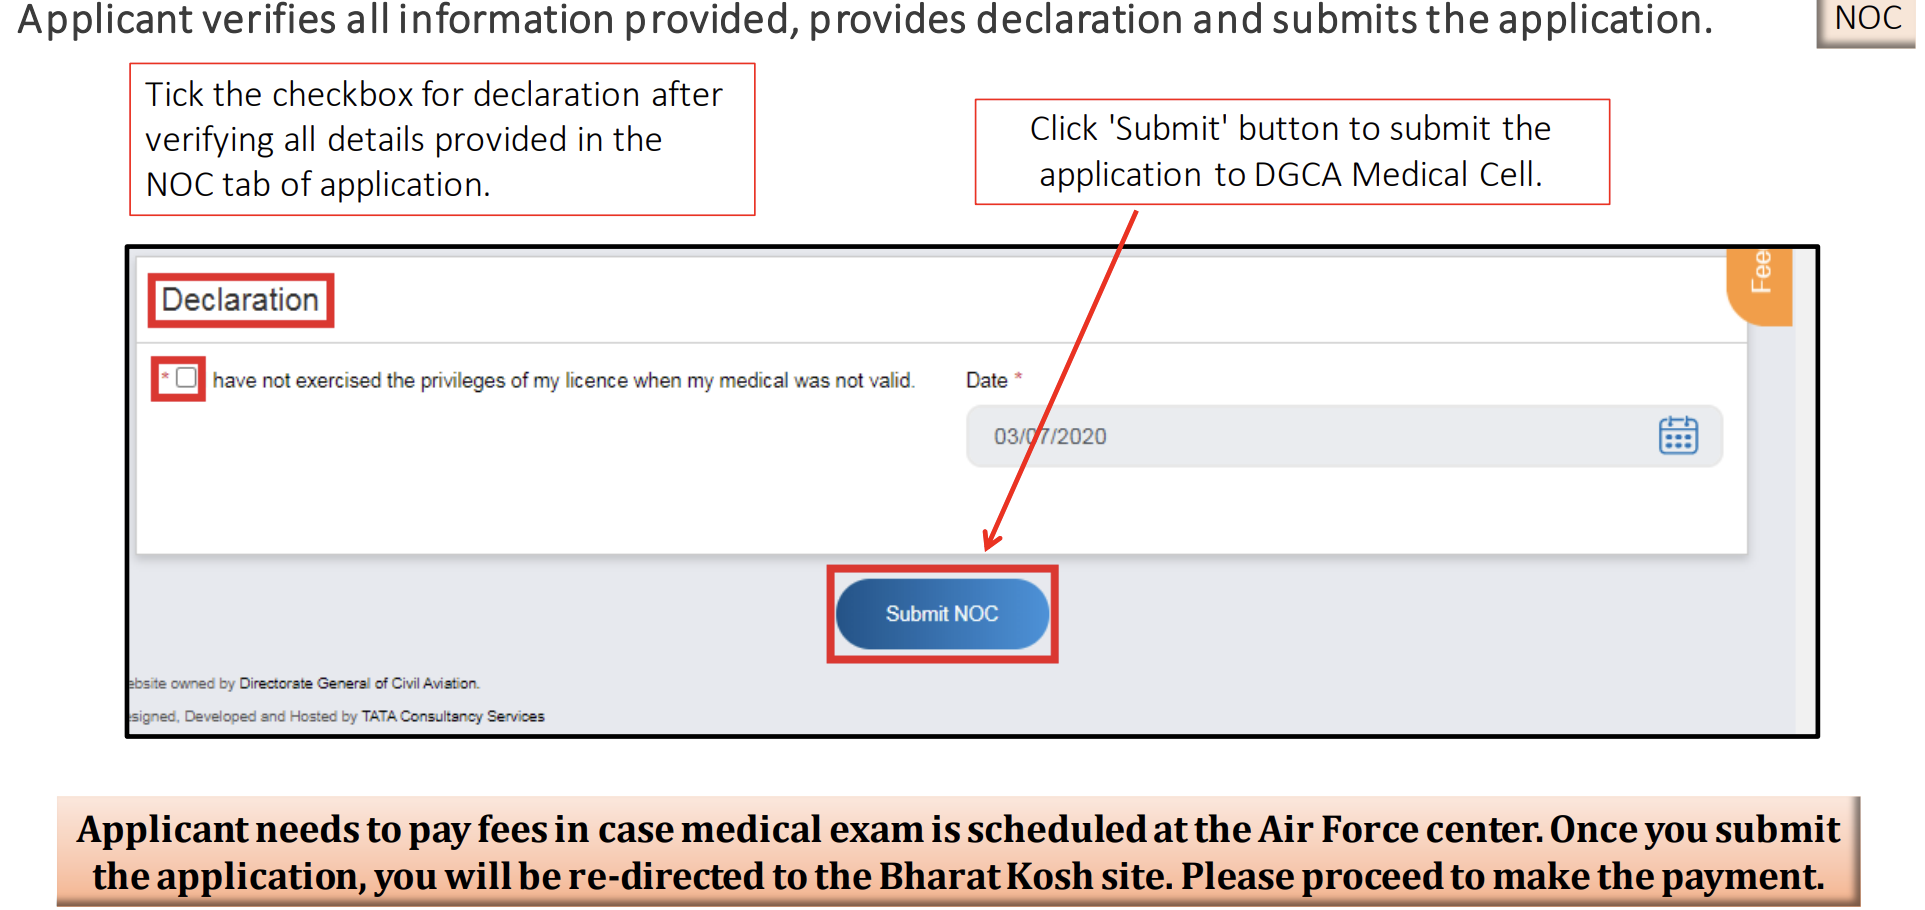 Applicant verifies all information provided, provides declaration and submits the application.
NOC
Tick the checkbox for declaration after
verifying all details provided in the
NOC tab of application.
Click 'Submit' button to submit the
application to DGCA Medical Cell.
Fee
Declaration
* have not exercised the privileges of my licence when my medical was not valid.
Date *
03/07/2020
Submit NOC
ebsite owned by Directorate General of Civil Aviation.
esigned, Developed and Hosted by TATA Consultancy Services
Applicant needs to pay fees in case medical exam is scheduled at the Air Force center. Once you submit
the application, you will be re-directed to the Bharat Kosh site. Please proceed to make the payment.